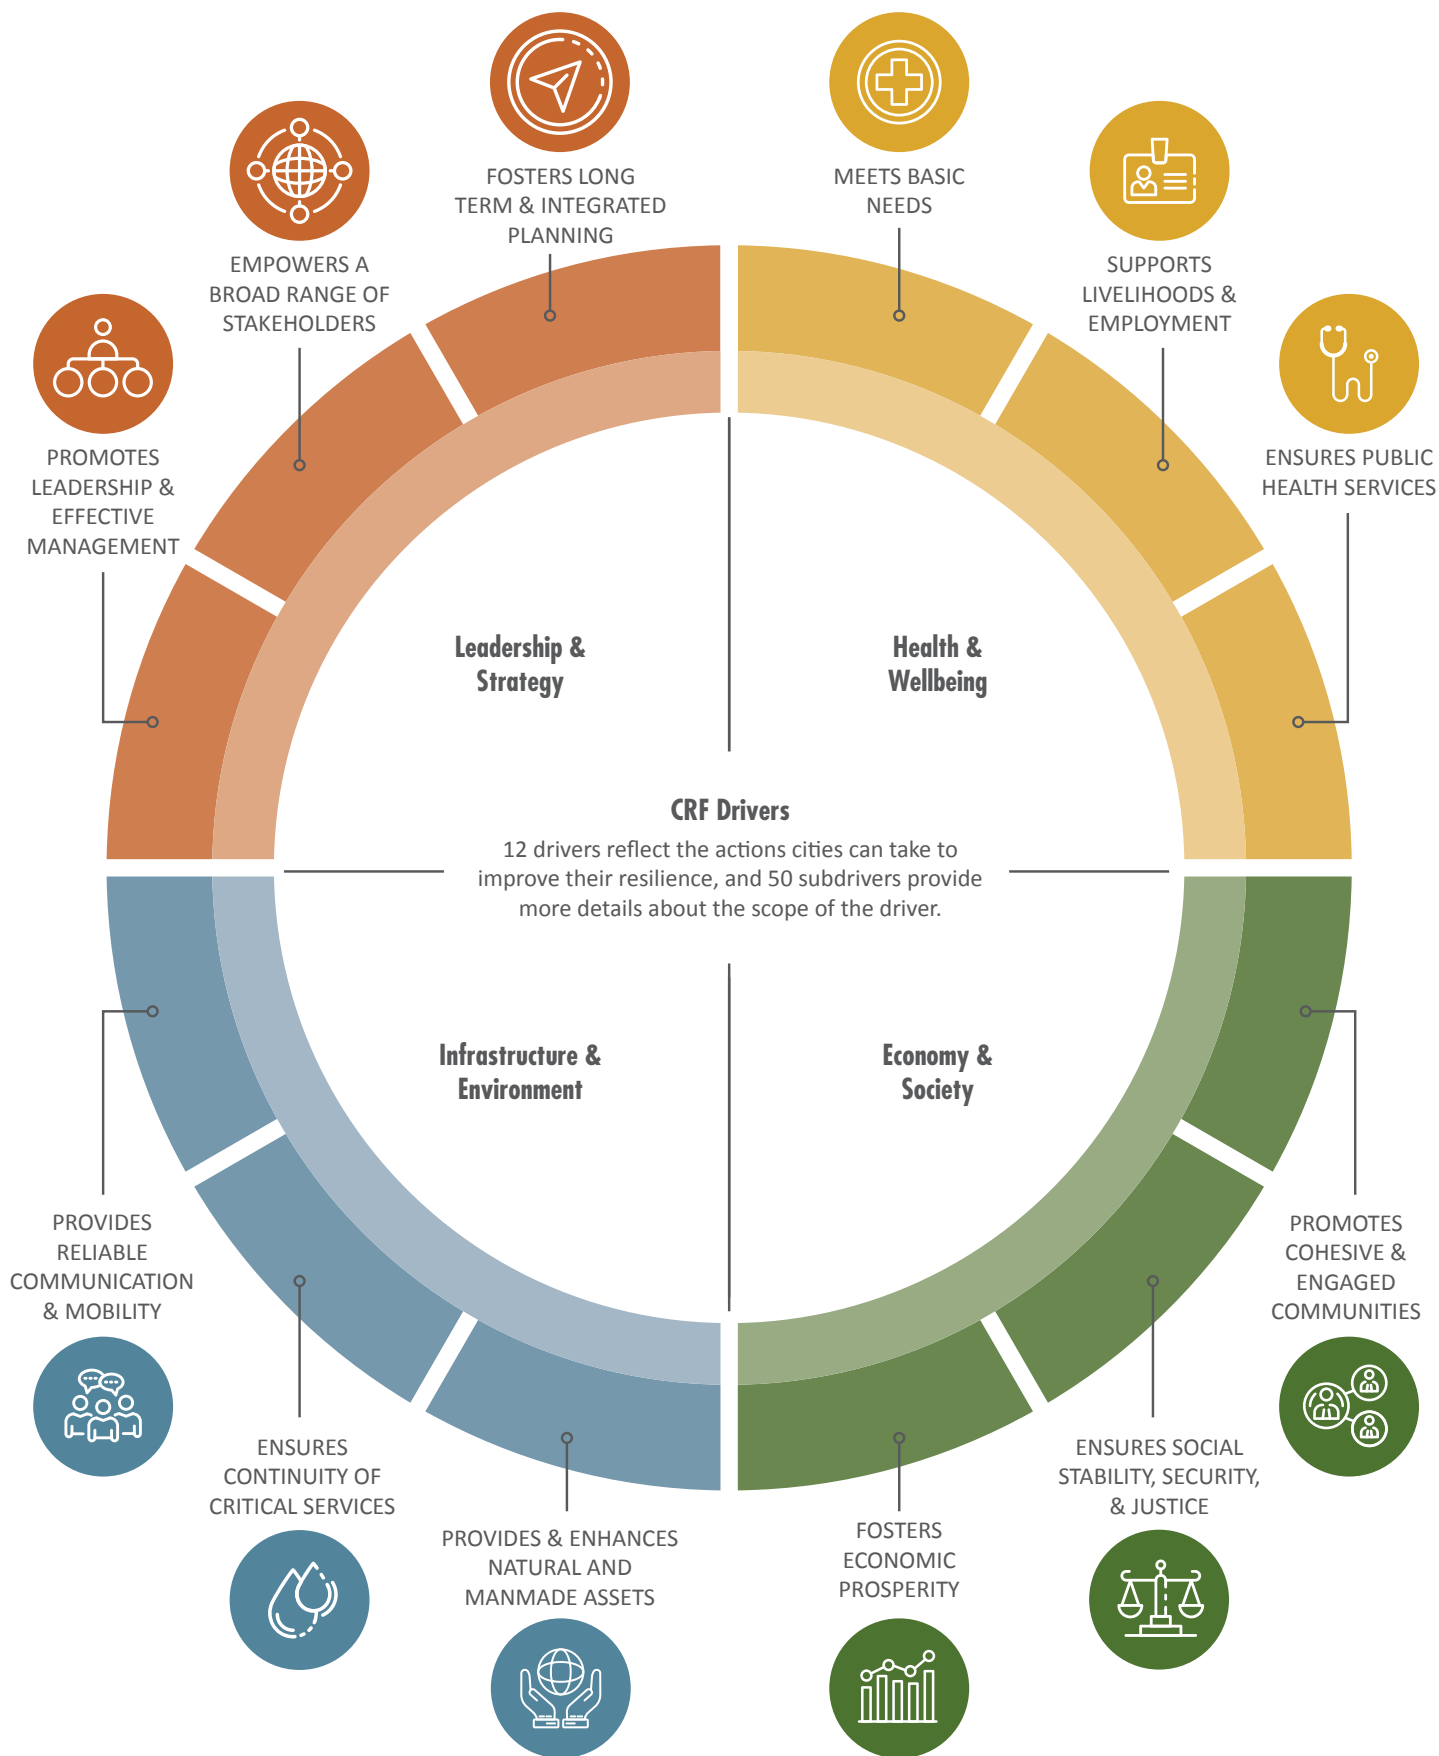 FOSTERS LONG
TERM & INTEGRATED
PLANNING
MEETS BASIC
NEEDS
EMPOWERS A
BROAD RANGE OF
STAKEHOLDERS
SUPPORTS
LIVELIHOODS &
EMPLOYMENT
PROMOTES
LEADERSHIP &
EFFECTIVE
MANAGEMENT
ENSURES PUBLIC
HEALTH SERVICES
Leadership &
Strategy
Health &
Wellbeing
CRF Drivers
12 drivers reflect the actions cities can take to
improve their resilience, and 50 subdrivers provide
more details about the scope of the driver.
Infrastructure &
Environment
Economy &
Society
PROVIDES
RELIABLE
COMMUNICATION
& MOBILITY
PROMOTES
COHESIVE &
ENGAGED
COMMUNITIES
ENSURES
CONTINUITY OF
CRITICAL SERVICES
ENSURES SOCIAL
STABILITY, SECURITY,
& JUSTICE
PROVIDES & ENHANCES
NATURAL AND
MANMADE ASSETS
FOSTERS
ECONOMIC
PROSPERITY